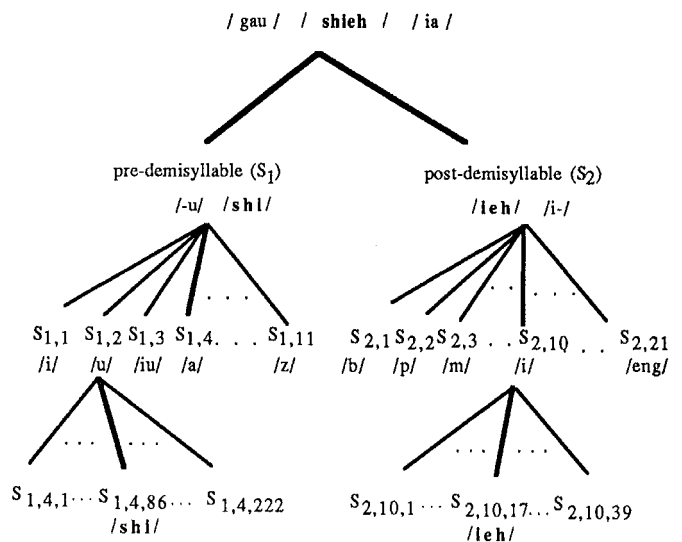 / gau /   / shieh /   / ia /
pre-demisyllable (S1)   post-demisyllable (S2)
/-u/ /shi/   /ieh/ /i-/
. . .   . . . . .
S1,1 S1,2 S1,3 S1,4 . . . S1,11   S2,1 S2,2 S2,3 . . S2,10 . . S2,21
/i/ /u/ /iu/ /a/ /z/   /b/ /p/ /m/ /i/ /eng/
. . . . . .   . . . . . .
S1,4,1 ... S1,4,86 ... S1,4,222   S2,10,1 ... S2,10,17 ... S2,10,39
/shi/   /ieh/